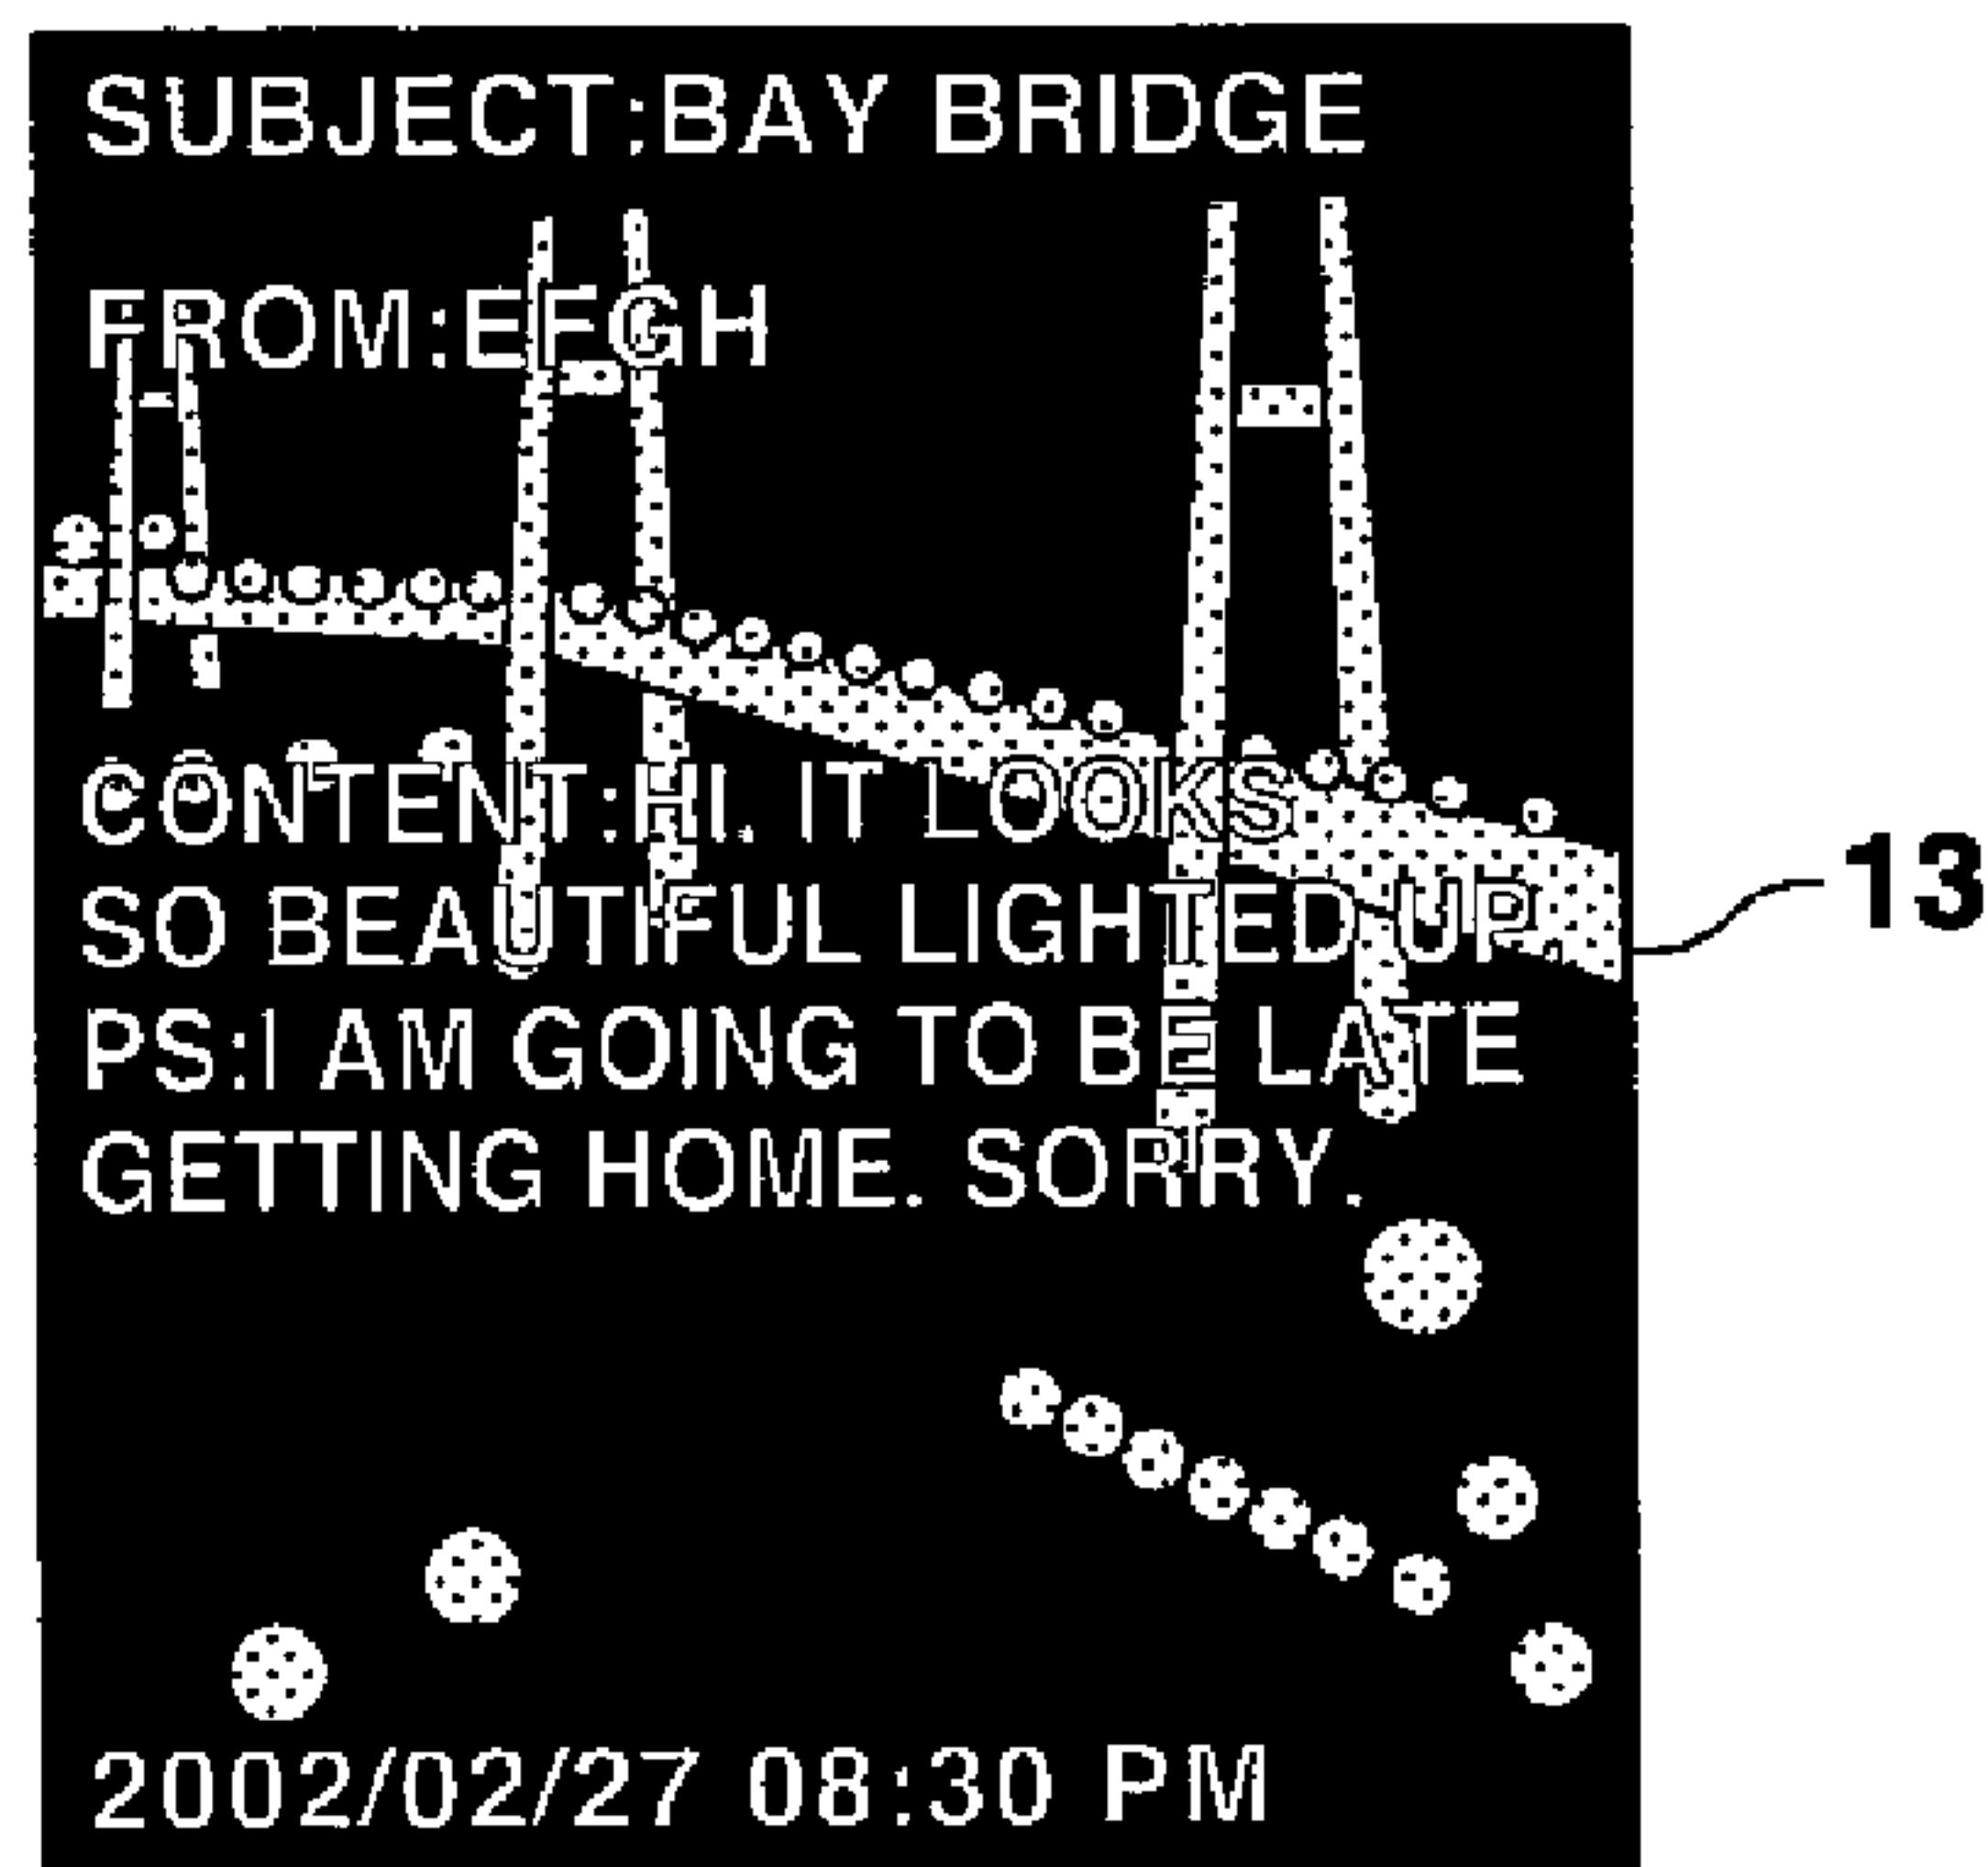 SUBJECT:BAY BRIDGE
FROM:EFGH
CONTENT:HI. IT LOOKS
SO BEAUTIFUL LIGHTED UP
PS:I AM GOING TO BE LATE
GETTING HOME. SORRY.
2002/02/27 08:30 PM
13